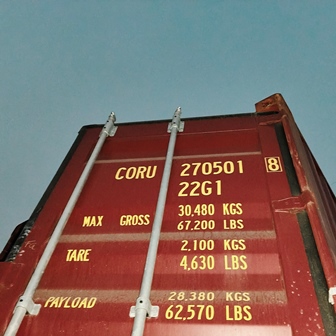 CORU 270501 8
22G1
MAX GROSS 30,480 KGS
67,200 LBS
TARE 2,100 KGS
4,630 LBS
PAYLOAD 28,380 KGS
62,570 LBS